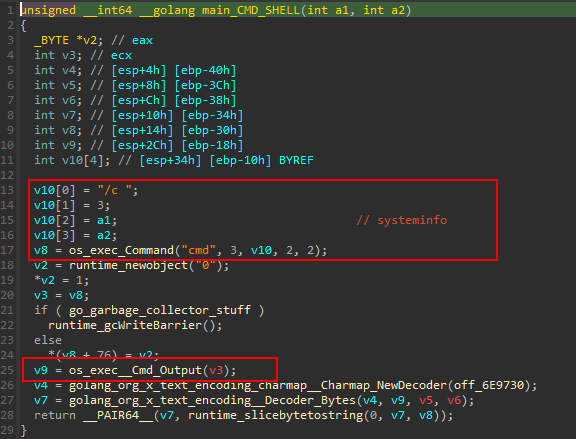 1 unsigned __int64 __golang main_CMD_SHELL(int a1, int a2)
2 {
3 _BYTE *v2; // eax
4 int v3; // ecx
5 int v4; // [esp+4h] [ebp-40h]
6 int v5; // [esp+8h] [ebp-3Ch]
7 int v6; // [esp+Ch] [ebp-38h]
8 int v7; // [esp+10h] [ebp-34h]
9 int v8; // [esp+14h] [ebp-30h]
10 int v9; // [esp+2Ch] [ebp-18h]
11 int v10[4]; // [esp+34h] [ebp-10h] BYREF
12
13 v10[0] = "/c ";
14 v10[1] = 3;
15 v10[2] = a1; // systeminfo
16 v10[3] = a2;
17 v8 = os_exec_Command("cmd", 3, v10, 2, 2);
18 v2 = runtime_newobject("0");
19 *v2 = 1;
20 v3 = v8;
21 if ( go_garbage_collector_stuff )
22 runtime_gcWriteBarrier();
23 else
24 *(v8 + 76) = v2;
25 v9 = os_exec__Cmd_Output(v3);
26 v4 = golang_org_x_text_encoding_charmap__Charmap_NewDecoder(off_6E9730);
27 v7 = golang_org_x_text_encoding__Decoder_Bytes(v4, v9, v5, v6);
28 return __PAIR64__(v7, runtime_slicebytetostring(0, v7, v8));
31 }